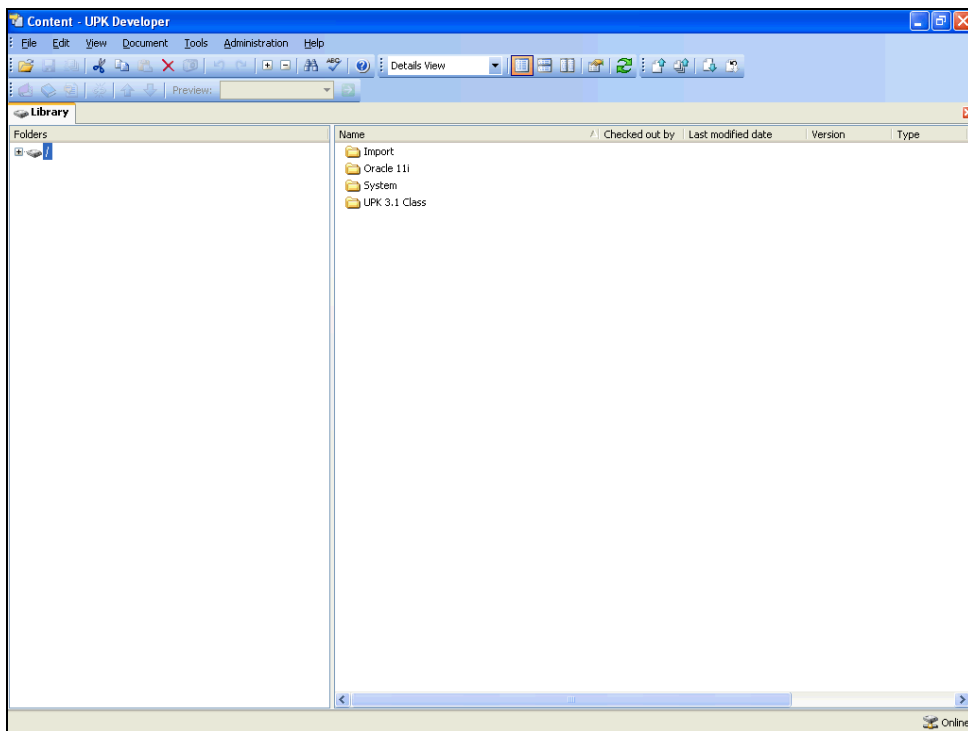 Content - UPK Developer
File Edit View Document Tools Administration Help
ABC Details View
Preview:
Library
Folders Name Checked out by Last modified date Version Type
/ Import
Oracle 11i
System
UPK 3.1 Class
Online